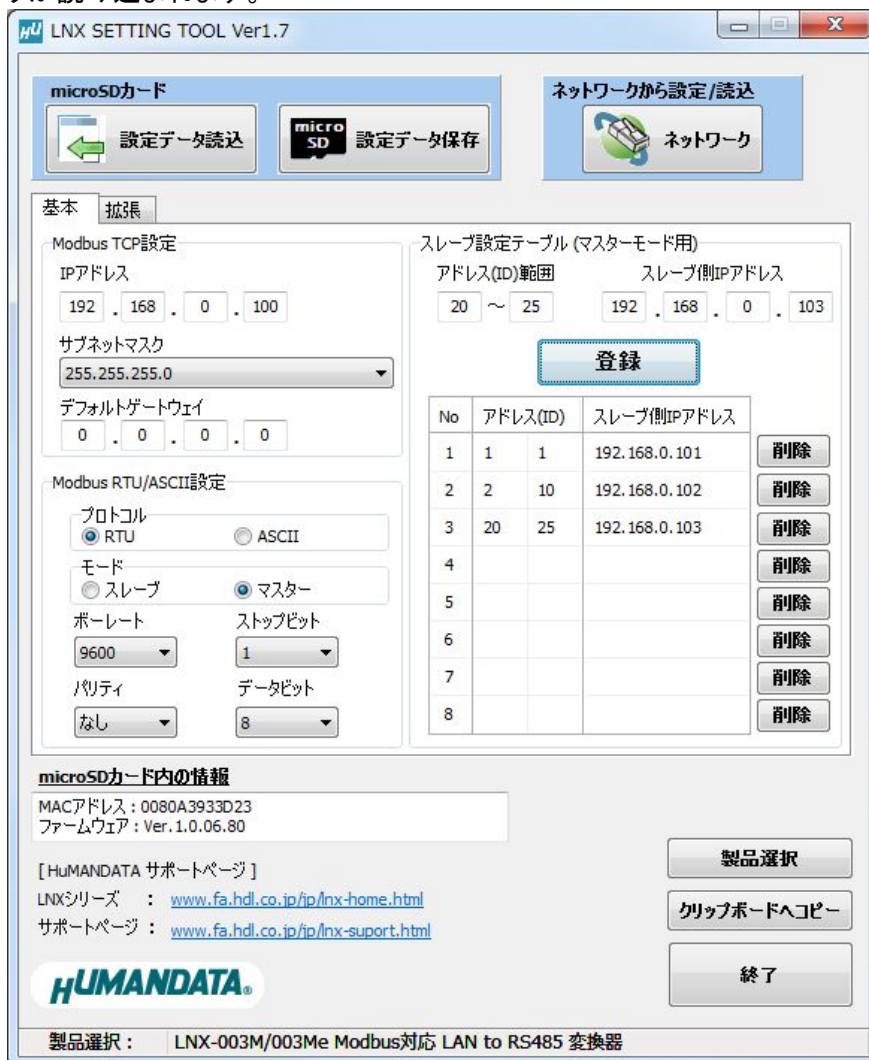 LNX SETTING TOOL Ver1.7
microSDカード
設定データ読込
micro SD
設定データ保存
ネットワークから設定/読込
ネットワーク
基本 拡張
Modbus TCP設定
IPアドレス
192 . 168 . 0 . 100
サブネットマスク
255.255.255.0
デフォルトゲートウェイ
0 . 0 . 0 . 0
Modbus RTU/ASCII設定
プロトコル
RTU ASCII
モード
スレーブ マスター
ボーレート ストップビット
9600 1
パリティ データビット
なし 8
スレーブ設定テーブル (マスターモード用)
アドレス(ID)範囲 スレーブ側IPアドレス
20 ～ 25 192 . 168 . 0 . 103
登録
No アドレス(ID) スレーブ側IPアドレス
1 1 1 192.168.0.101 削除
2 2 10 192.168.0.102 削除
3 20 25 192.168.0.103 削除
4 削除
5 削除
6 削除
7 削除
8 削除
microSDカード内の情報
MACアドレス : 0080A3933D23
ファームウェア : Ver.1.0.06.80
[HuMANDATA サポートページ]
LNXシリーズ : www.fa.hdl.co.jp/jp/lnx-home.html
サポートページ : www.fa.hdl.co.jp/jp/lnx-suport.html
HUMANDATA®
製品選択
クリップボードへコピー
終了
製品選択 : LNX-003M/003Me Modbus対応 LAN to RS485 変換器